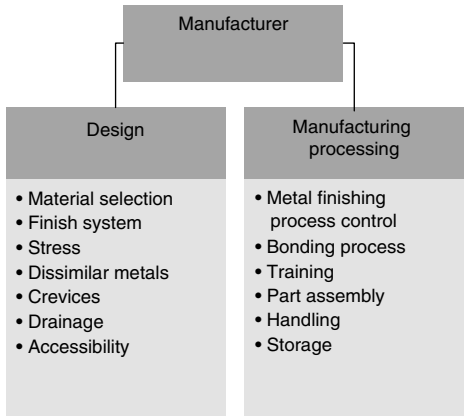 Manufacturer
Design
• Material selection
• Finish system
• Stress
• Dissimilar metals
• Crevices
• Drainage
• Accessibility
Manufacturing
processing
• Metal finishing
process control
• Bonding process
• Training
• Part assembly
• Handling
• Storage